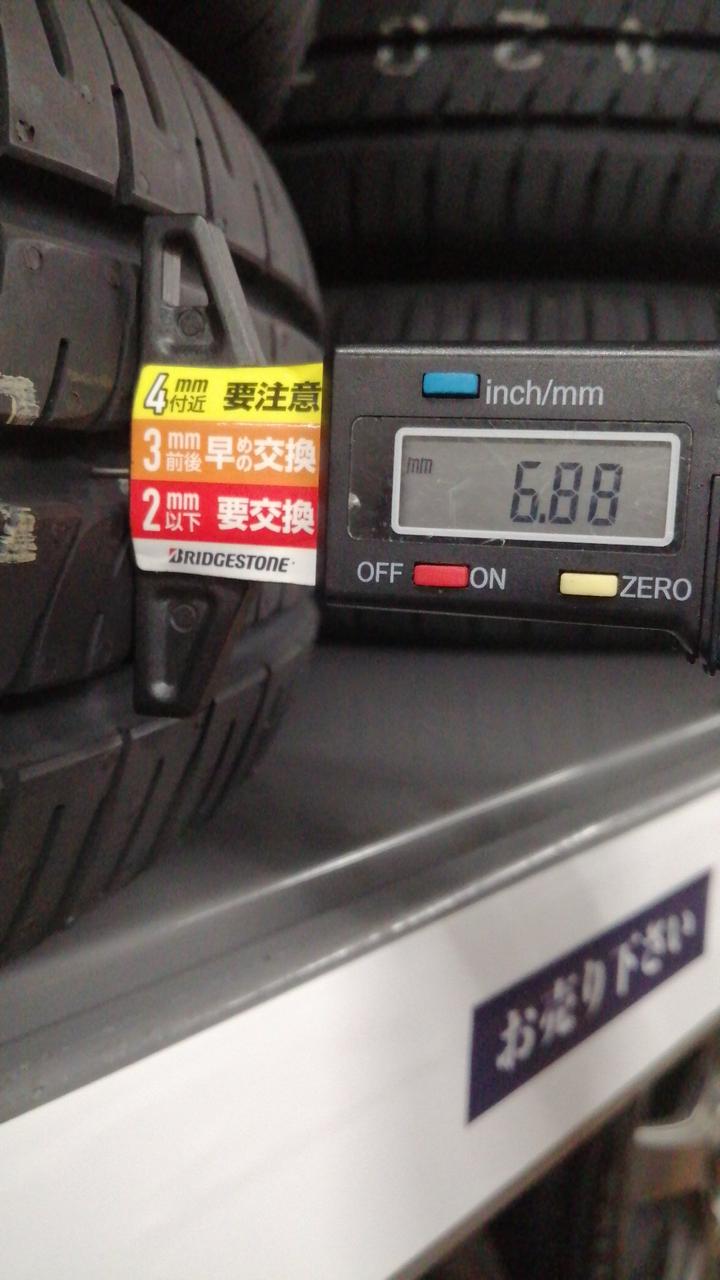 4mm付近 要注意
3mm前後 早めの交換
2mm以下 要交換
BRIDGESTONE
inch/mm
mm 6.88
OFF ON ZERO
お売り下さい